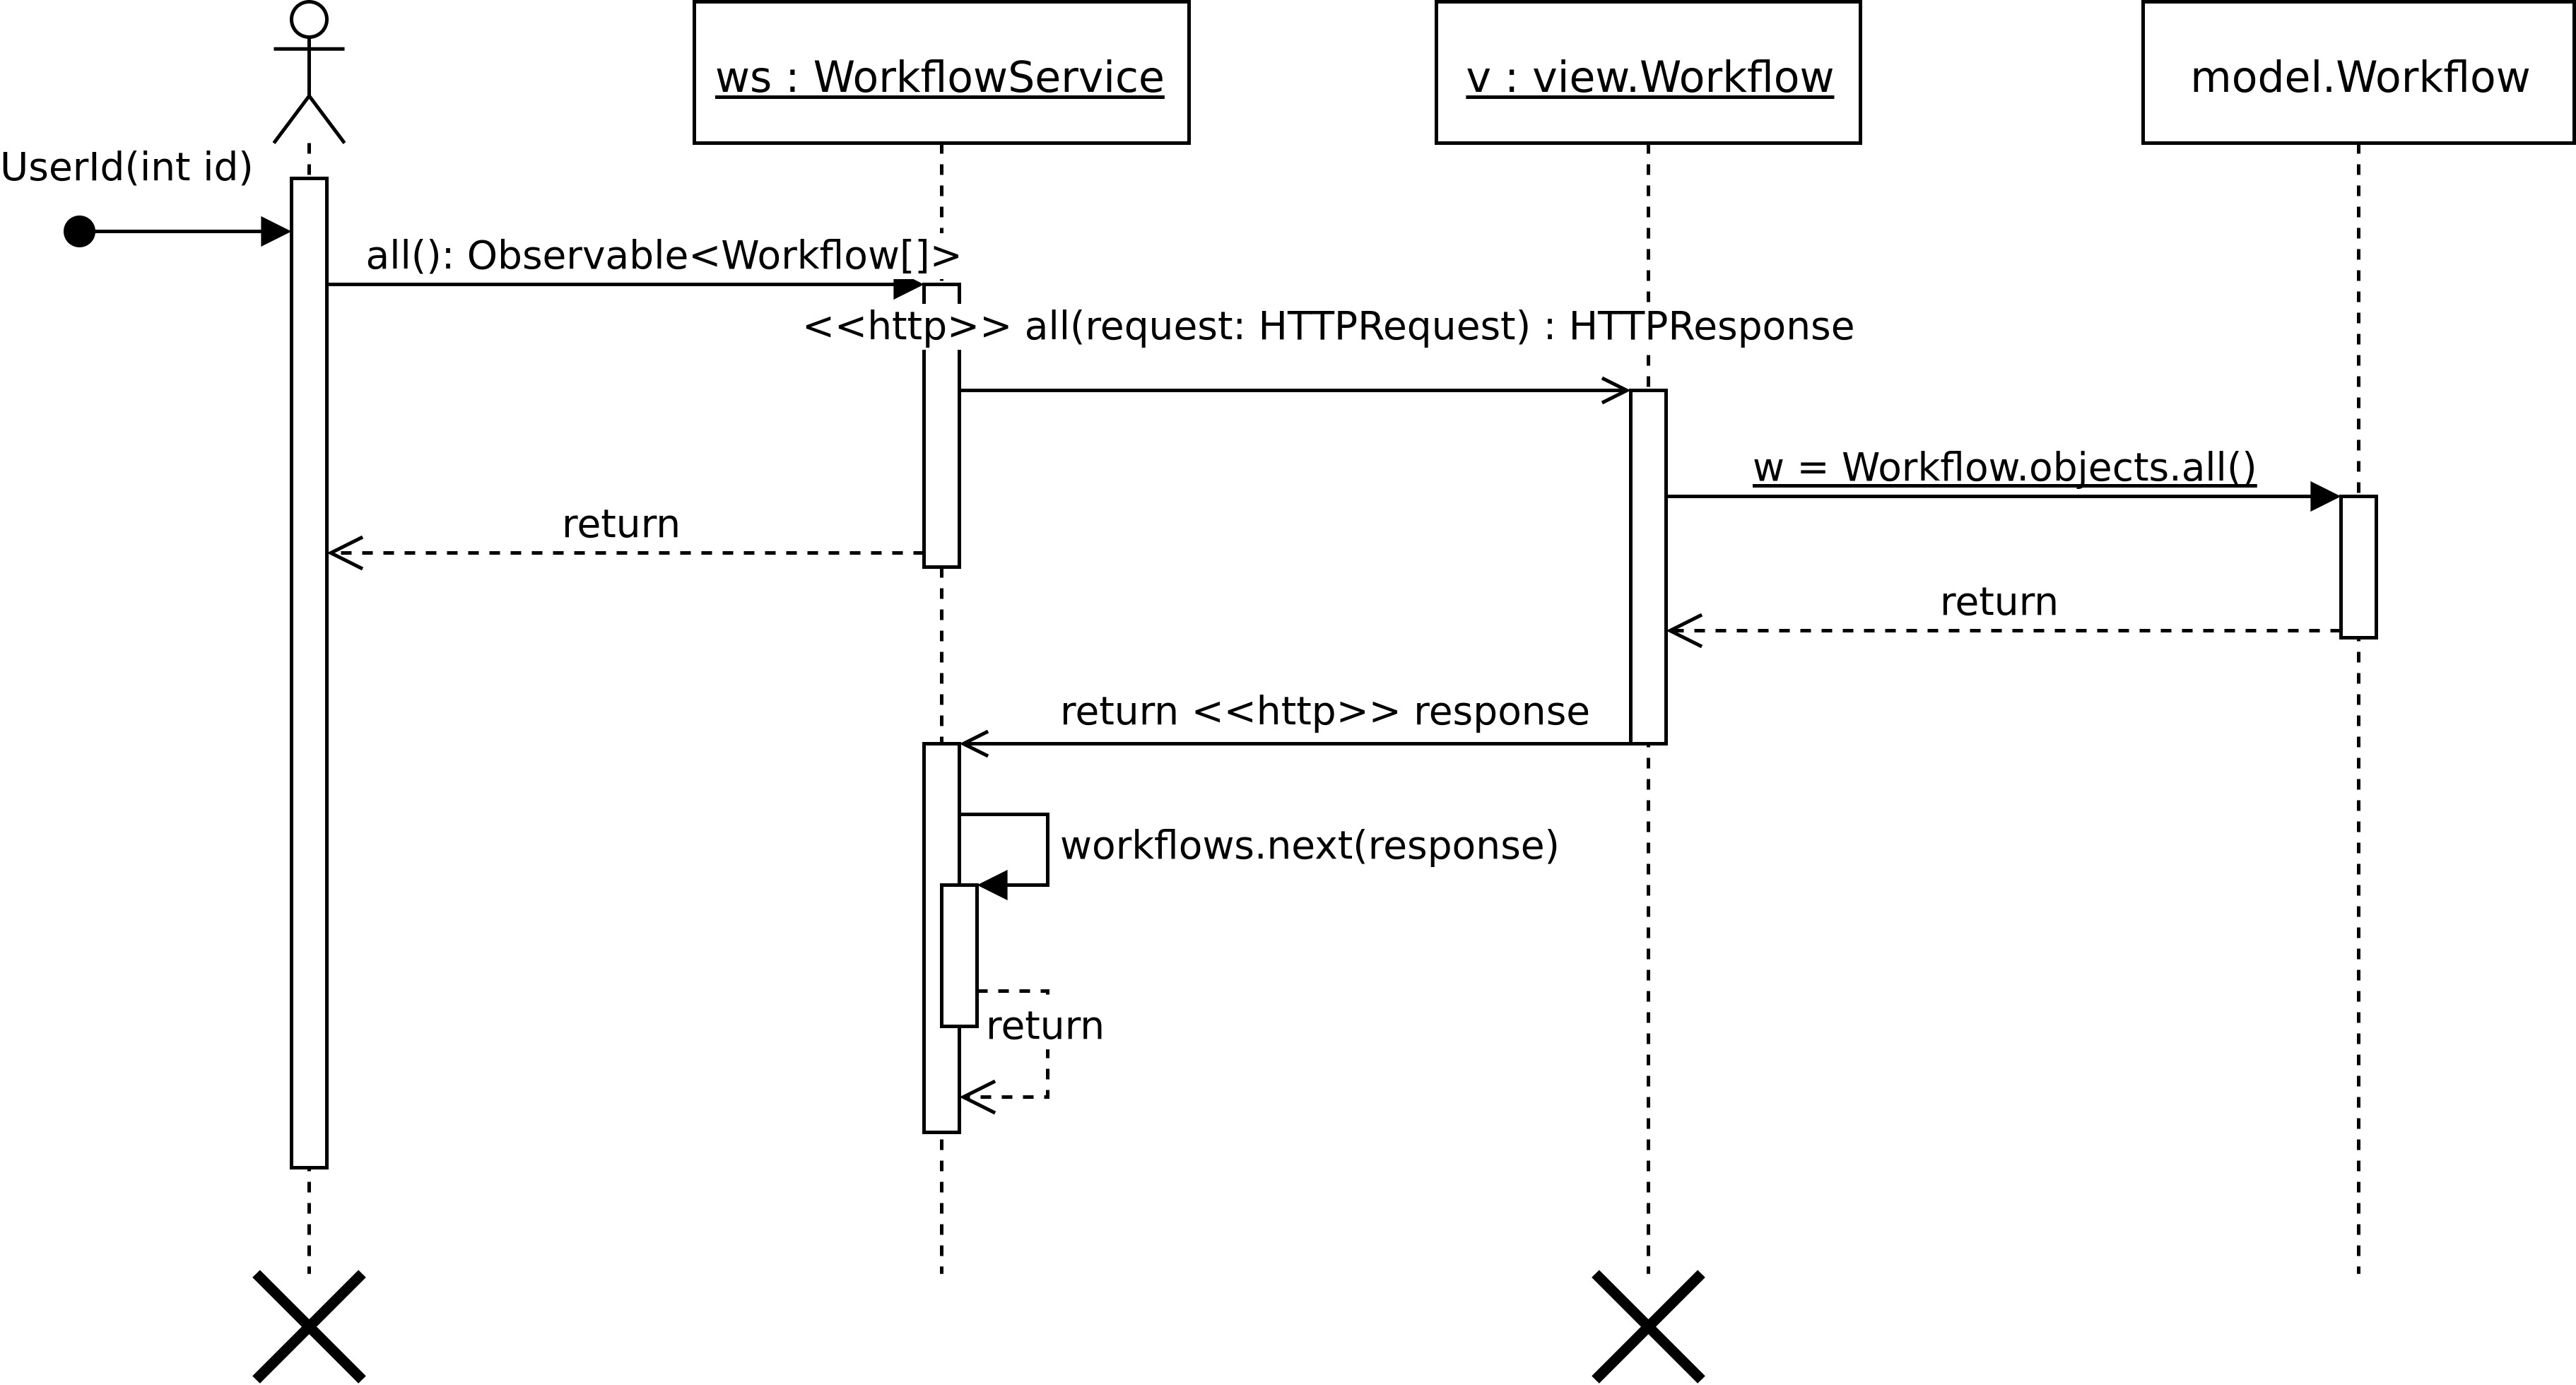 ws : WorkflowService
v : view.Workflow
model.Workflow
UserId(int id)
all(): Observable<Workflow[]>
<<http>> all(request: HTTPRequest) : HTTPResponse
w = Workflow.objects.all()
return
return
return <<http>> response
workflows.next(response)
return